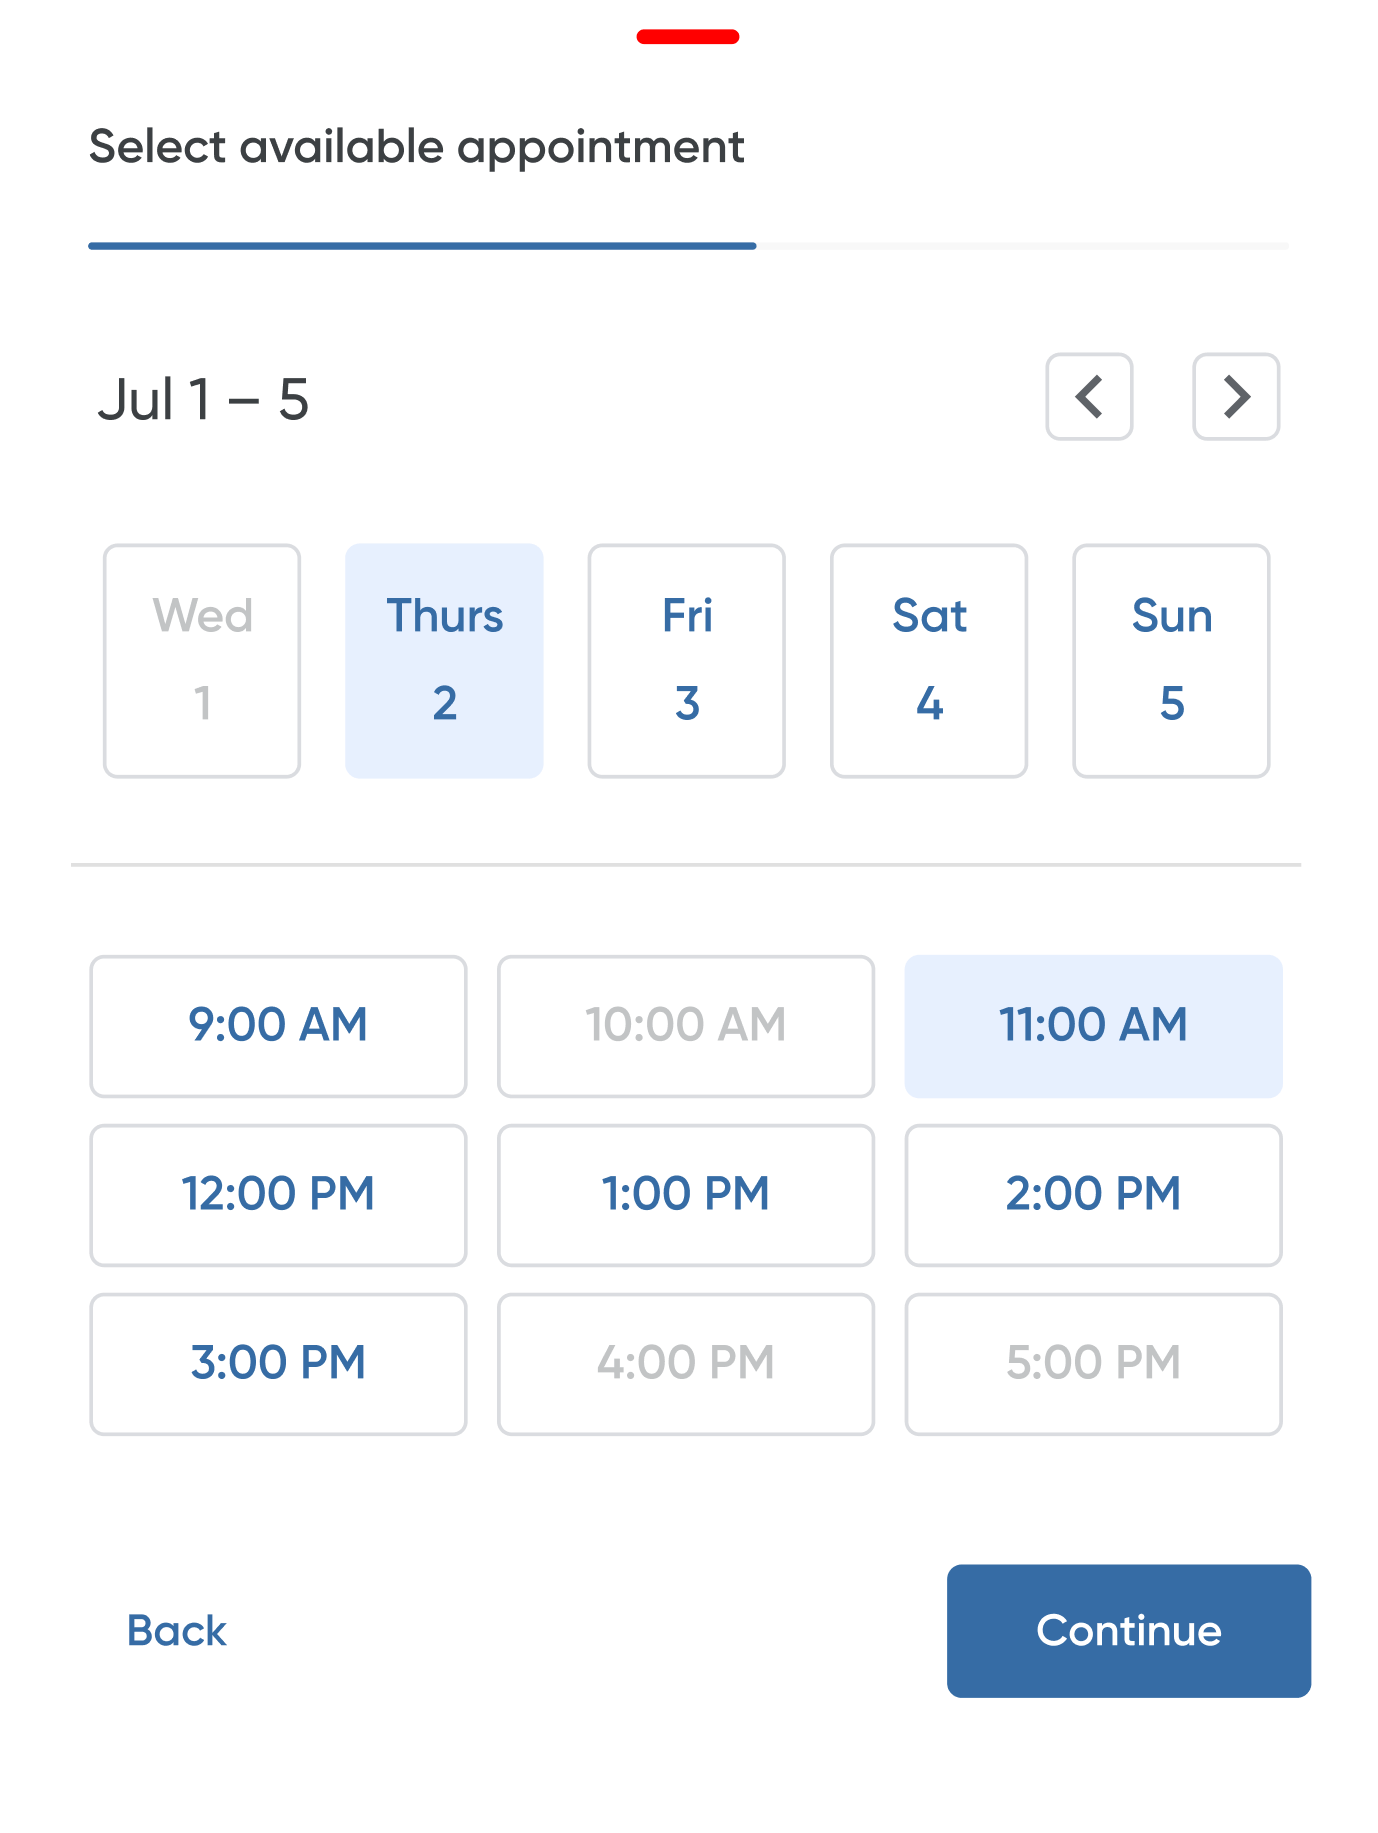 Select available appointment
Jul 1 – 5
Wed Thurs Fri Sat Sun
1 2 3 4 5
9:00 AM 10:00 AM 11:00 AM
12:00 PM 1:00 PM 2:00 PM
3:00 PM 4:00 PM 5:00 PM
Back Continue